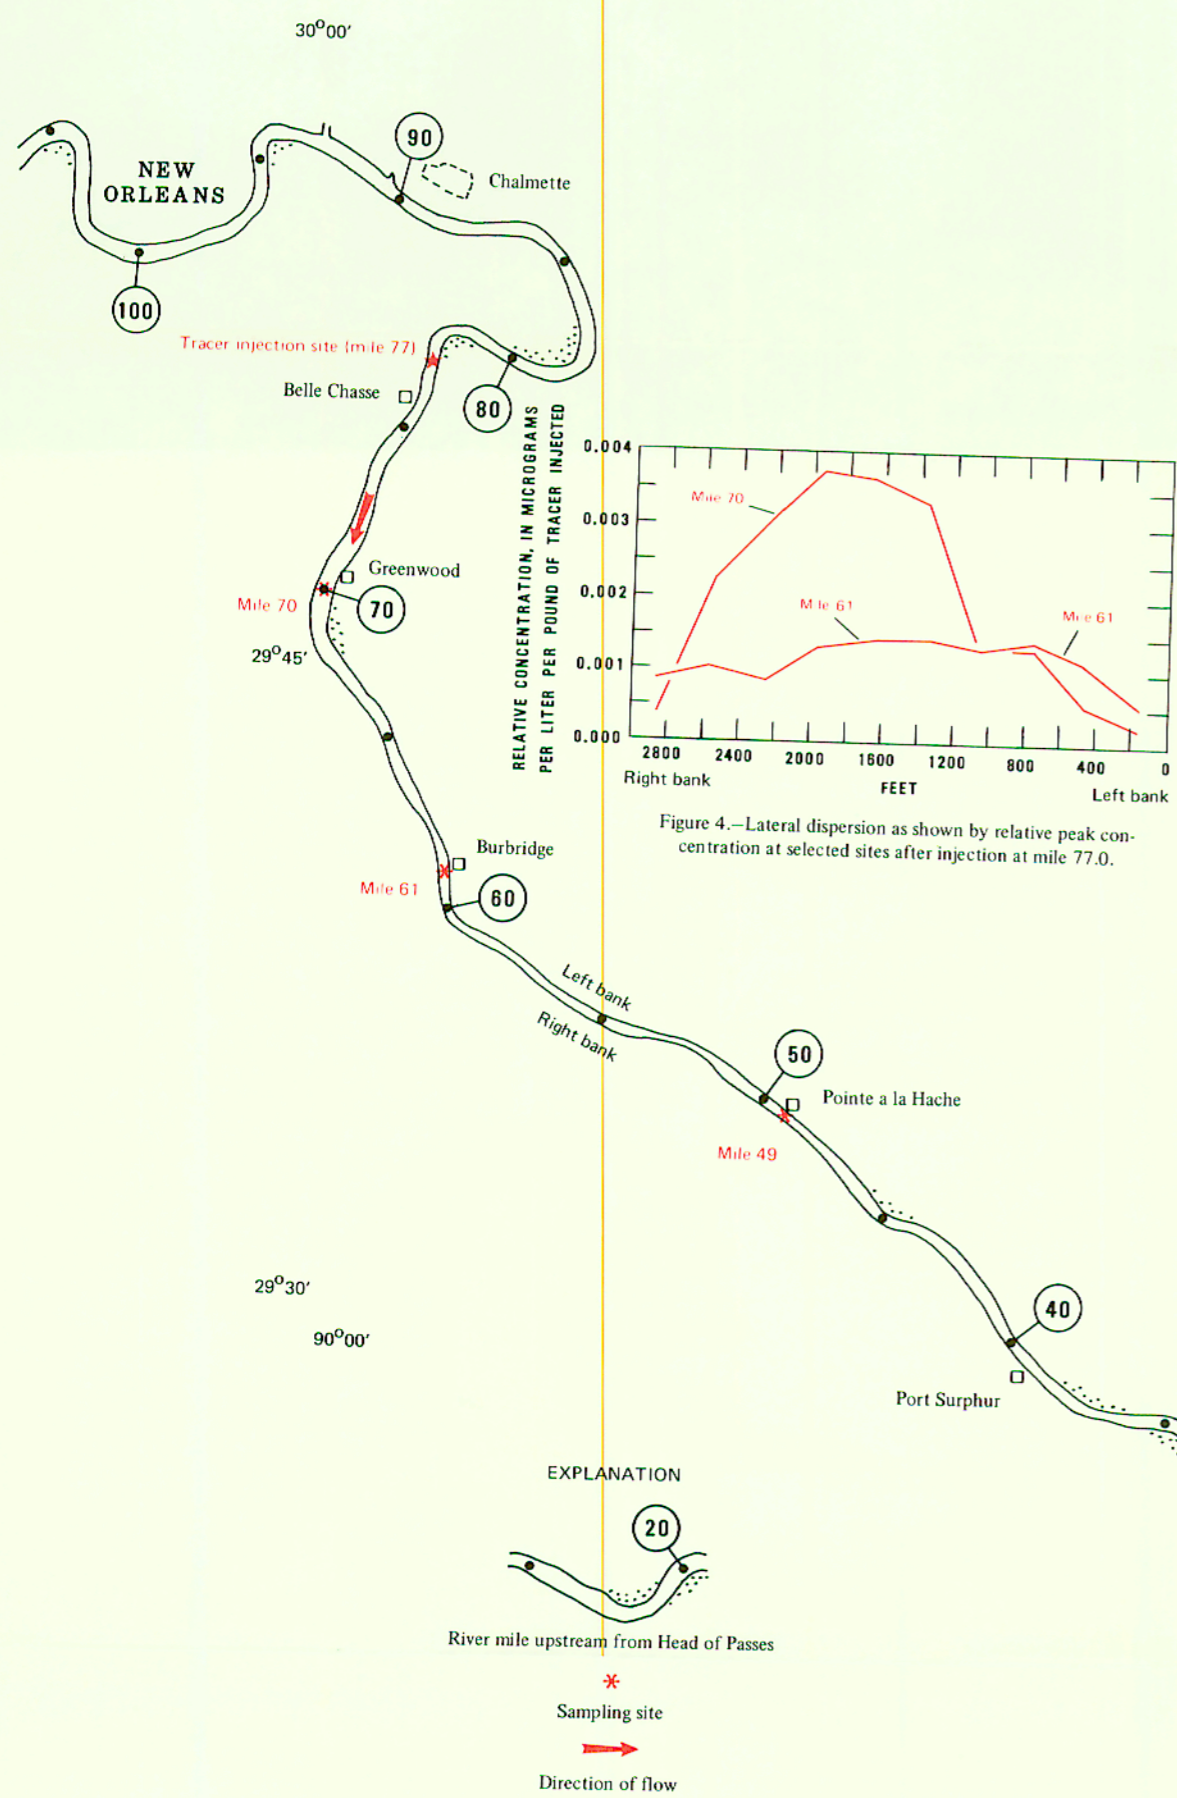 30°00′
90
NEW
ORLEANS
Chalmette
100
Tracer injection site (mile 77)
Belle Chasse
80
Greenwood
70
Mile 70
29°45′
RELATIVE CONCENTRATION, IN MICROGRAMS
PER LITER PER POUND OF TRACER INJECTED
0.004
0.003
0.002
0.001
0.000
Mile 70
Mile 61
Mile 61
2800 2400 2000 1600 1200 800 400 0
Right bank
FEET
Left bank
Figure 4.—Lateral dispersion as shown by relative peak con-
centration at selected sites after injection at mile 77.0.
Burbridge
Mile 61
60
Left bank
Right bank
50
Pointe a la Hache
Mile 49
29°30′
90°00′
40
Port Surphur
EXPLANATION
20
River mile upstream from Head of Passes
Sampling site
Direction of flow